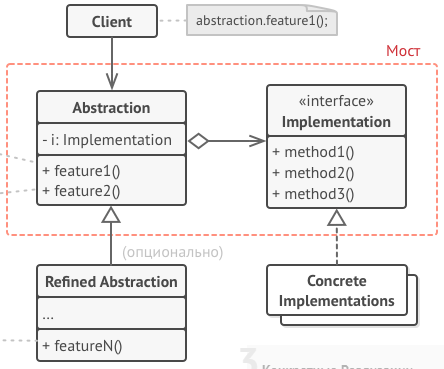 Client
abstraction.feature1();
Мост
Abstraction
- i: Implementation
+ feature1()
+ feature2()
«interface»
Implementation
+ method1()
+ method2()
+ method3()
(опционально)
Refined Abstraction
...
+ featureN()
Concrete
Implementations
3